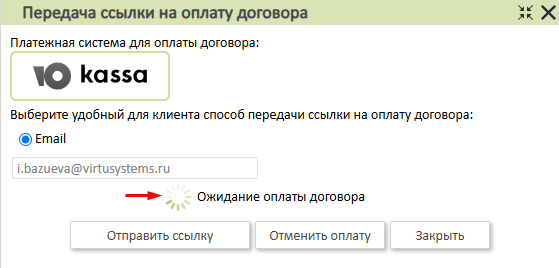 Передача ссылки на оплату договора
Платежная система для оплаты договора:
Ю kassa
Выберите удобный для клиента способ передачи ссылки на оплату договора:
Email
i.bazueva@virtusystems.ru
Ожидание оплаты договора
Отправить ссылку Отменить оплату Закрыть